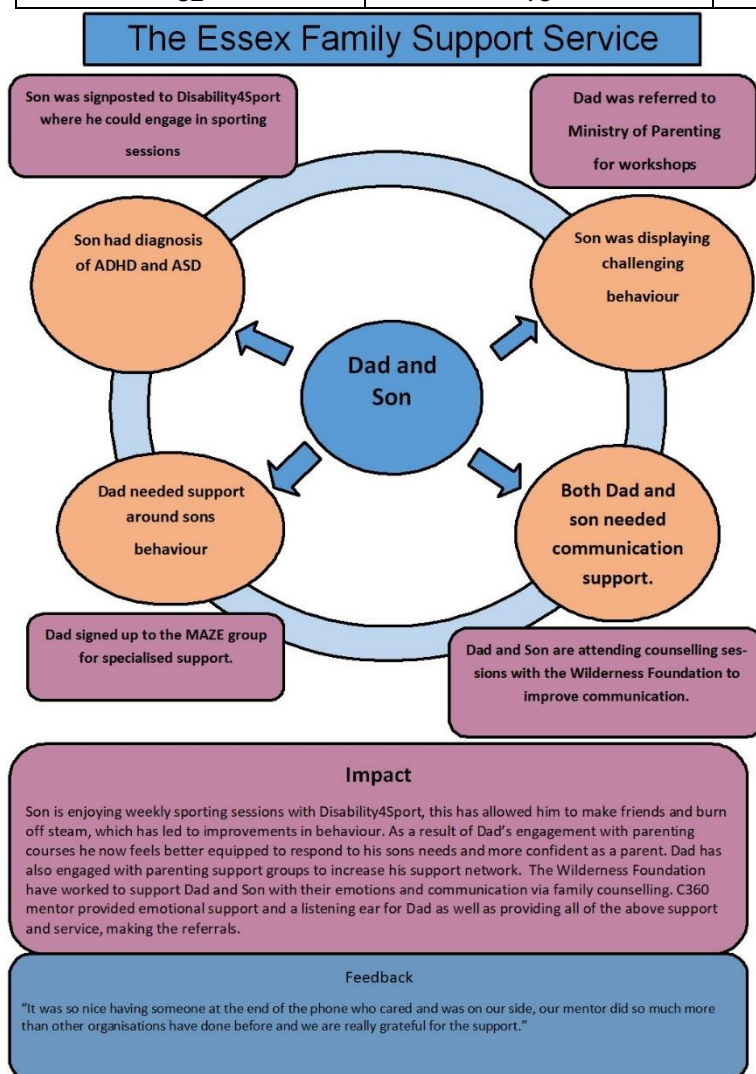 The Essex Family Support Service
Son was signposted to Disability4Sport
where he could engage in sporting
sessions
Dad was referred to
Ministry of Parenting
for workshops
Son had diagnosis
of ADHD and ASD
Son was displaying
challenging
behaviour
Dad and
Son
Dad needed support
around sons
behaviour
Both Dad and
son needed
communication
support.
Dad signed up to the MAZE group
for specialised support.
Dad and Son are attending counselling ses-
sions with the Wilderness Foundation to
improve communication.
Impact
Son is enjoying weekly sporting sessions with Disability4Sport, this has allowed him to make friends and burn
off steam, which has led to improvements in behaviour. As a result of Dad’s engagement with parenting
courses he now feels better equipped to respond to his sons needs and more confident as a parent. Dad has
also engaged with parenting support groups to increase his support network.  The Wilderness Foundation
have worked to support Dad and Son with their emotions and communication via family counselling. C360
mentor provided emotional support and a listening ear for Dad as well as providing all of the above support
and service, making the referrals.
Feedback
“It was so nice having someone at the end of the phone who cared and was on our side, our mentor did so much more
than other organisations have done before and we are really grateful for the support.”